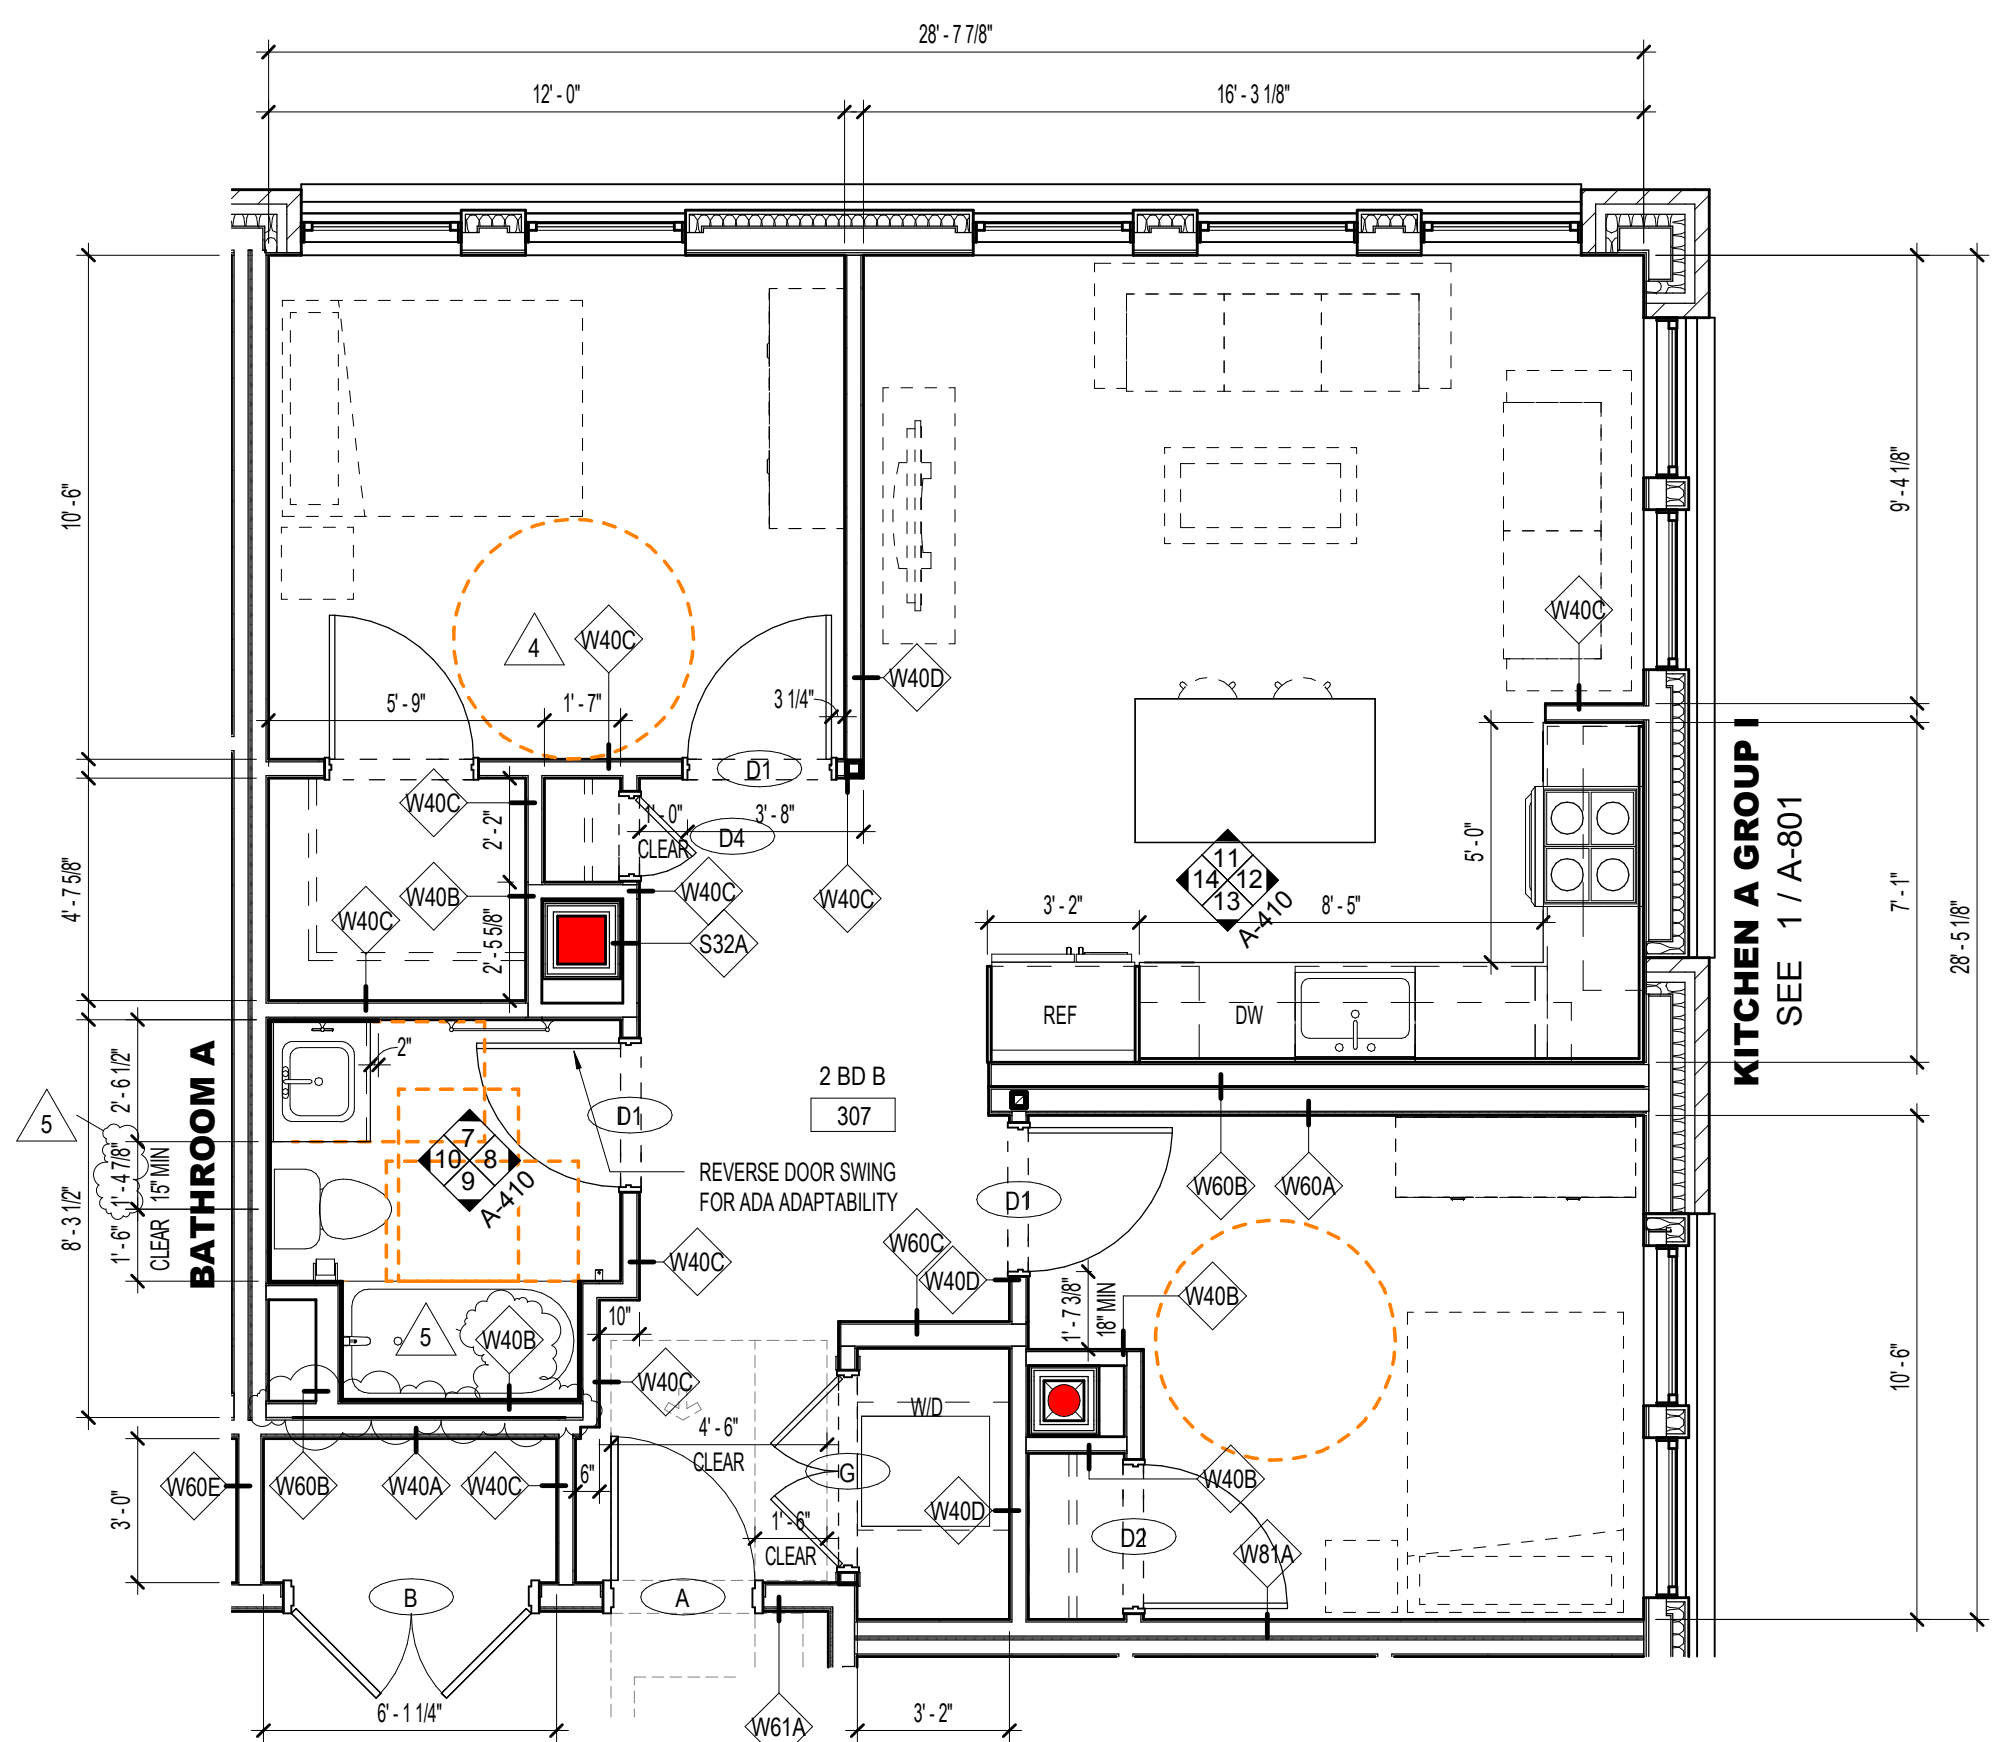 28' - 7 7/8"
12' - 0"
16' - 3 1/8"
10' - 6"
9' - 4 1/8"
4
W40C
W40C
W40D
5' - 9"
1' - 7"
3 1/4"
D1
W40C
2' - 2"
1' - 0"
CLEAR
3' - 8"
D4
W40B
W40C
W40C
W40C
4' - 7 5/8"
2' - 5 5/8"
S32A
11
14
12
13
A-410
5' - 0"
3' - 2"
8' - 5"
7' - 1"
28' - 5 1/8"
KITCHEN A GROUP I
SEE 1 / A-801
REF
DW
2"
2 BD B
307
D1
5
BATHROOM A
2' - 6 1/2"
1' - 4 7/8"
15" MIN
1' - 6"
CLEAR
8' - 3 1/2"
7
10
8
9
A-410
REVERSE DOOR SWING
FOR ADA ADAPTABILITY
D1
W60B
W60A
W40C
W60C
W40D
1' - 7 3/8"
18" MIN
W40B
10"
5
W40B
W40C
10' - 6"
W/D
4' - 6"
CLEAR
G
W60E
W60B
W40A
W40C
6"
W40B
W40D
3' - 0"
1' - 6"
CLEAR
D2
W81A
B
A
6' - 1 1/4"
W61A
3' - 2"